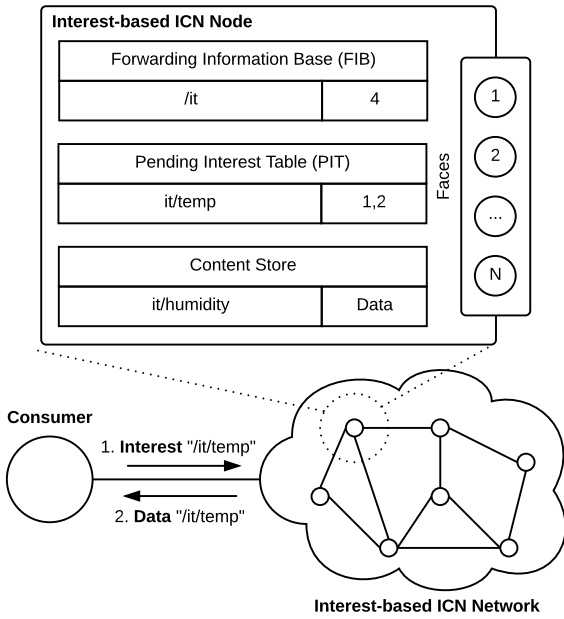 Interest-based ICN Node
Forwarding Information Base (FIB)
/it 4
Pending Interest Table (PIT)
it/temp 1,2
Content Store
it/humidity Data
Faces
1
2
...
N
Consumer
1. Interest "/it/temp"
2. Data "/it/temp"
Interest-based ICN Network